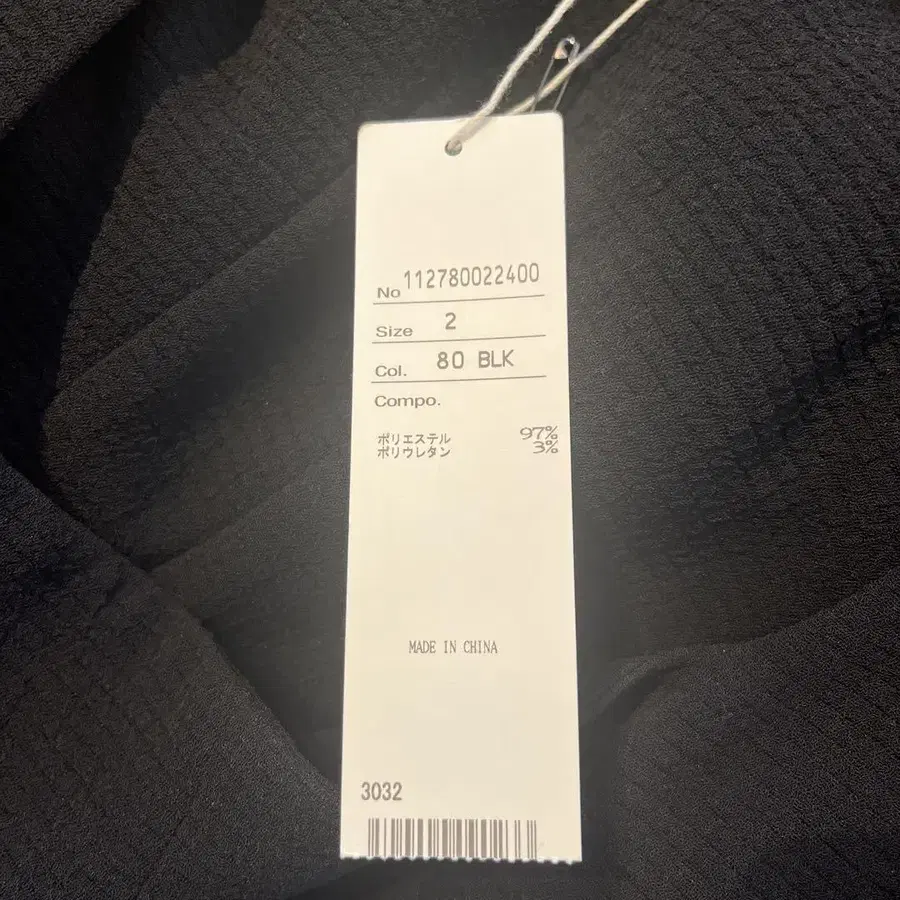 No 112780022400
Size 2
Col. 80 BLK
Compo.
ポリエステル 97%
ポリウレタン 3%
MADE IN CHINA
3032